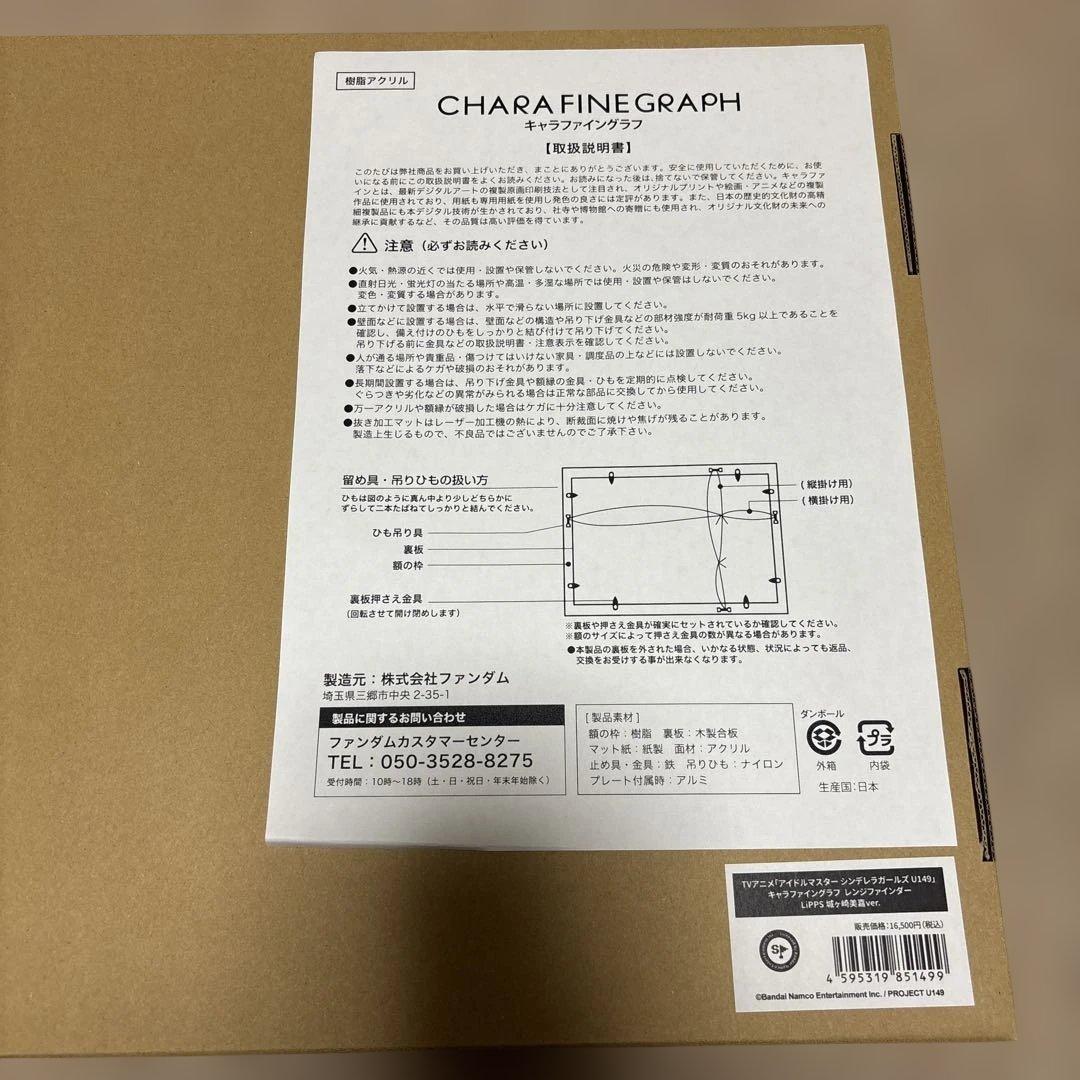 樹脂アクリル
CHARA FINE GRAPH
キャラファイングラフ
【取扱説明書】
このたびは弊社商品をお買い上げいただき、まことにありがとうございます。安全に使用していただくために、お使
いになる前にこの取扱説明書をよくお読みください。お読みになった後は、捨てないで保管してください。キャラファ
インとは、最新デジタルアートの複製原画印刷技法として注目され、オリジナルプリントや絵画・アニメなどの複製
作品に使用されており、用紙も専用用紙を使用し発色の良さには定評があります。また、日本の歴史的文化財の高精
細複製品にも本デジタル技術が生かされており、社寺や博物館への寄贈にも使用され、オリジナル文化財の未来への
継承に貢献するなど、その品質は高い評価を得ています。
注意(必ずお読みください)
●火気・熱源の近くでは使用・設置や保管しないでください。火災の危険や変形・変質のおそれがあります。
●直射日光・蛍光灯の当たる場所や高温・多湿な場所では使用・設置や保管はしないでください。
変色・変質する場合があります。
●立てかけて設置する場合は、水平で滑らない場所に設置してください。
●壁面などに設置する場合は、壁面などの構造や吊り下げ金具などの部材強度が耐荷重5kg以上であることを
確認し、備え付けのひもをしっかりと結び付けて吊り下げてください。
吊り下げる前に金具などの取扱説明書・注意表示を確認してください。
●人が通る場所や貴重品・傷つけてはいけない家具・調度品の上などには設置しないでください。
落下などによるケガや破損のおそれがあります。
●長期間設置する場合は、吊り下げ金具や額縁の金具・ひもを定期的に点検してください。
ぐらつきや劣化などの異常がみられる場合は正常な部品に交換してから使用してください。
●万一アクリルや額縁が破損した場合はケガに十分注意してください。
●抜き加工マットはレーザー加工機の熱により、断裁面に焼けや焦げが残ることがあります。
製造上生じるもので、不良品ではございませんのでご了承下さい。
留め具・吊りひもの扱い方
ひもは図のように真ん中より少しどちらかに
ずらして二本たばねてしっかりと結んでください。
(縦掛け用)
(横掛け用)
ひも吊り具
裏板
額の枠
裏板押さえ金具
(回転させて開け閉めします)
※裏板や押さえ金具が確実にセットされているか確認してください。
※額のサイズによって押さえ金具の数が異なる場合があります。
●本製品の裏板を外された場合、いかなる状態、状況によっても返品、
交換をお受けする事が出来なくなります。
製造元：株式会社ファンダム
埼玉県三郷市中央2-35-1
製品に関するお問い合わせ
ファンダムカスタマーセンター
TEL：050-3528-8275
受付時間：10時～18時(土・日・祝日・年末年始除く)
[製品素材]
額の枠：樹脂 裏板：木製合板
マット紙：紙製 面材：アクリル
止め具・金具：鉄 吊りひも：ナイロン
プレート付属時：アルミ
ダンボール
外箱
プラ
内袋
生産国：日本
TVアニメ「アイドルマスター シンデレラガールズ U149」
キャラファイングラフ レンジファインダー
LiPPS 城ヶ崎美嘉ver.
販売価格：16,500円(税込)
4 595319 851499
©Bandai Namco Entertainment Inc. / PROJECT U149